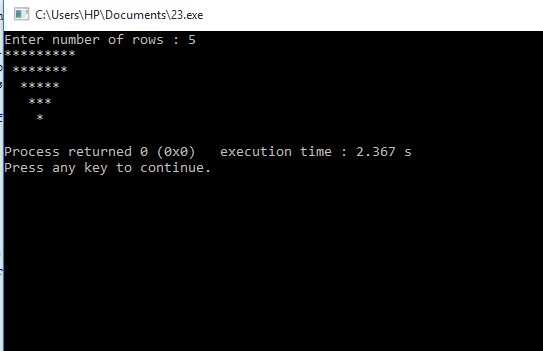 C:\Users\HP\Documents\23.exe
Enter number of rows : 5
*********
 *******
  *****
   ***
    *
Process returned 0 (0x0)   execution time : 2.367 s
Press any key to continue.